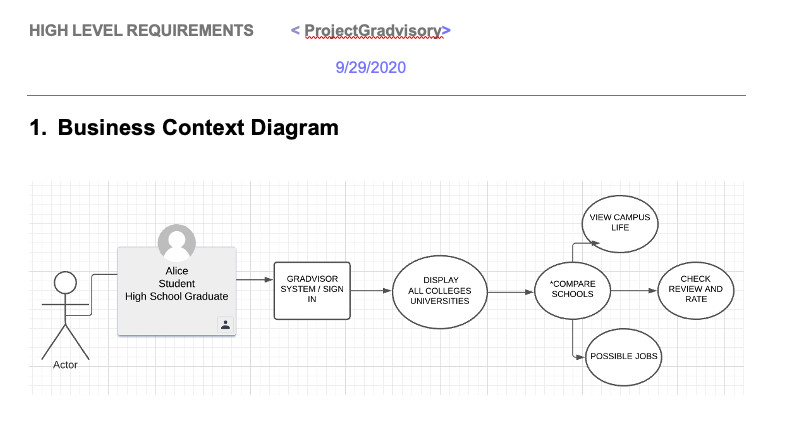 HIGH LEVEL REQUIREMENTS < ProjectGradvisory>
9/29/2020
1. Business Context Diagram
Alice
Student
High School Graduate
Actor
GRADVISOR
SYSTEM / SIGN
IN
DISPLAY
ALL COLLEGES
UNIVERSITIES
*COMPARE
SCHOOLS
VIEW CAMPUS
LIFE
CHECK
REVIEW AND
RATE
POSSIBLE JOBS